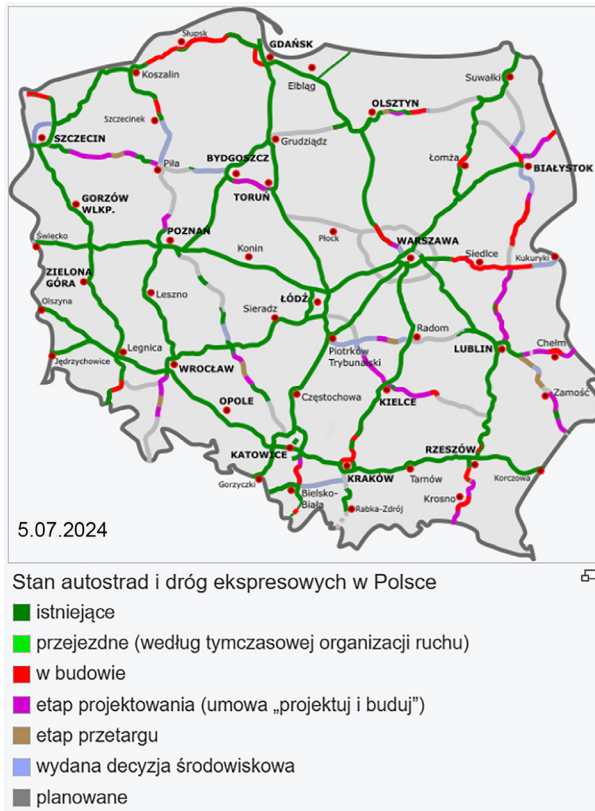 Słupsk
GDAŃSK
Koszalin
Elbląg
Suwałki
OLSZTYN
Szczecinek
SZCZECIN
Grudziądz
Piła
BYDGOSZCZ
Łomża
BIAŁYSTOK
TORUŃ
GORZÓW
WLKP.
Świecko
POZNAŃ
Płock
WARSZAWA
Konin
Siedlce
Kukuryki
ZIELONA
GÓRA
Olszyna
Leszno
ŁÓDŹ
Sieradz
Radom
Piotrków
Trybunalski
LUBLIN
Chełm
Jędrzychowice
Legnica
WROCŁAW
Zamość
OPOLE
Częstochowa
KIELCE
KATOWICE
RZESZÓW
Gorzyczki
KRAKÓW
Tarnów
Korczowa
Bielsko-
Biała
Rabka-Zdrój
Krosno
5.07.2024
Stan autostrad i dróg ekspresowych w Polsce
istniejące
przejezdne (według tymczasowej organizacji ruchu)
w budowie
etap projektowania (umowa „projektuj i buduj”)
etap przetargu
wydana decyzja środowiskowa
planowane